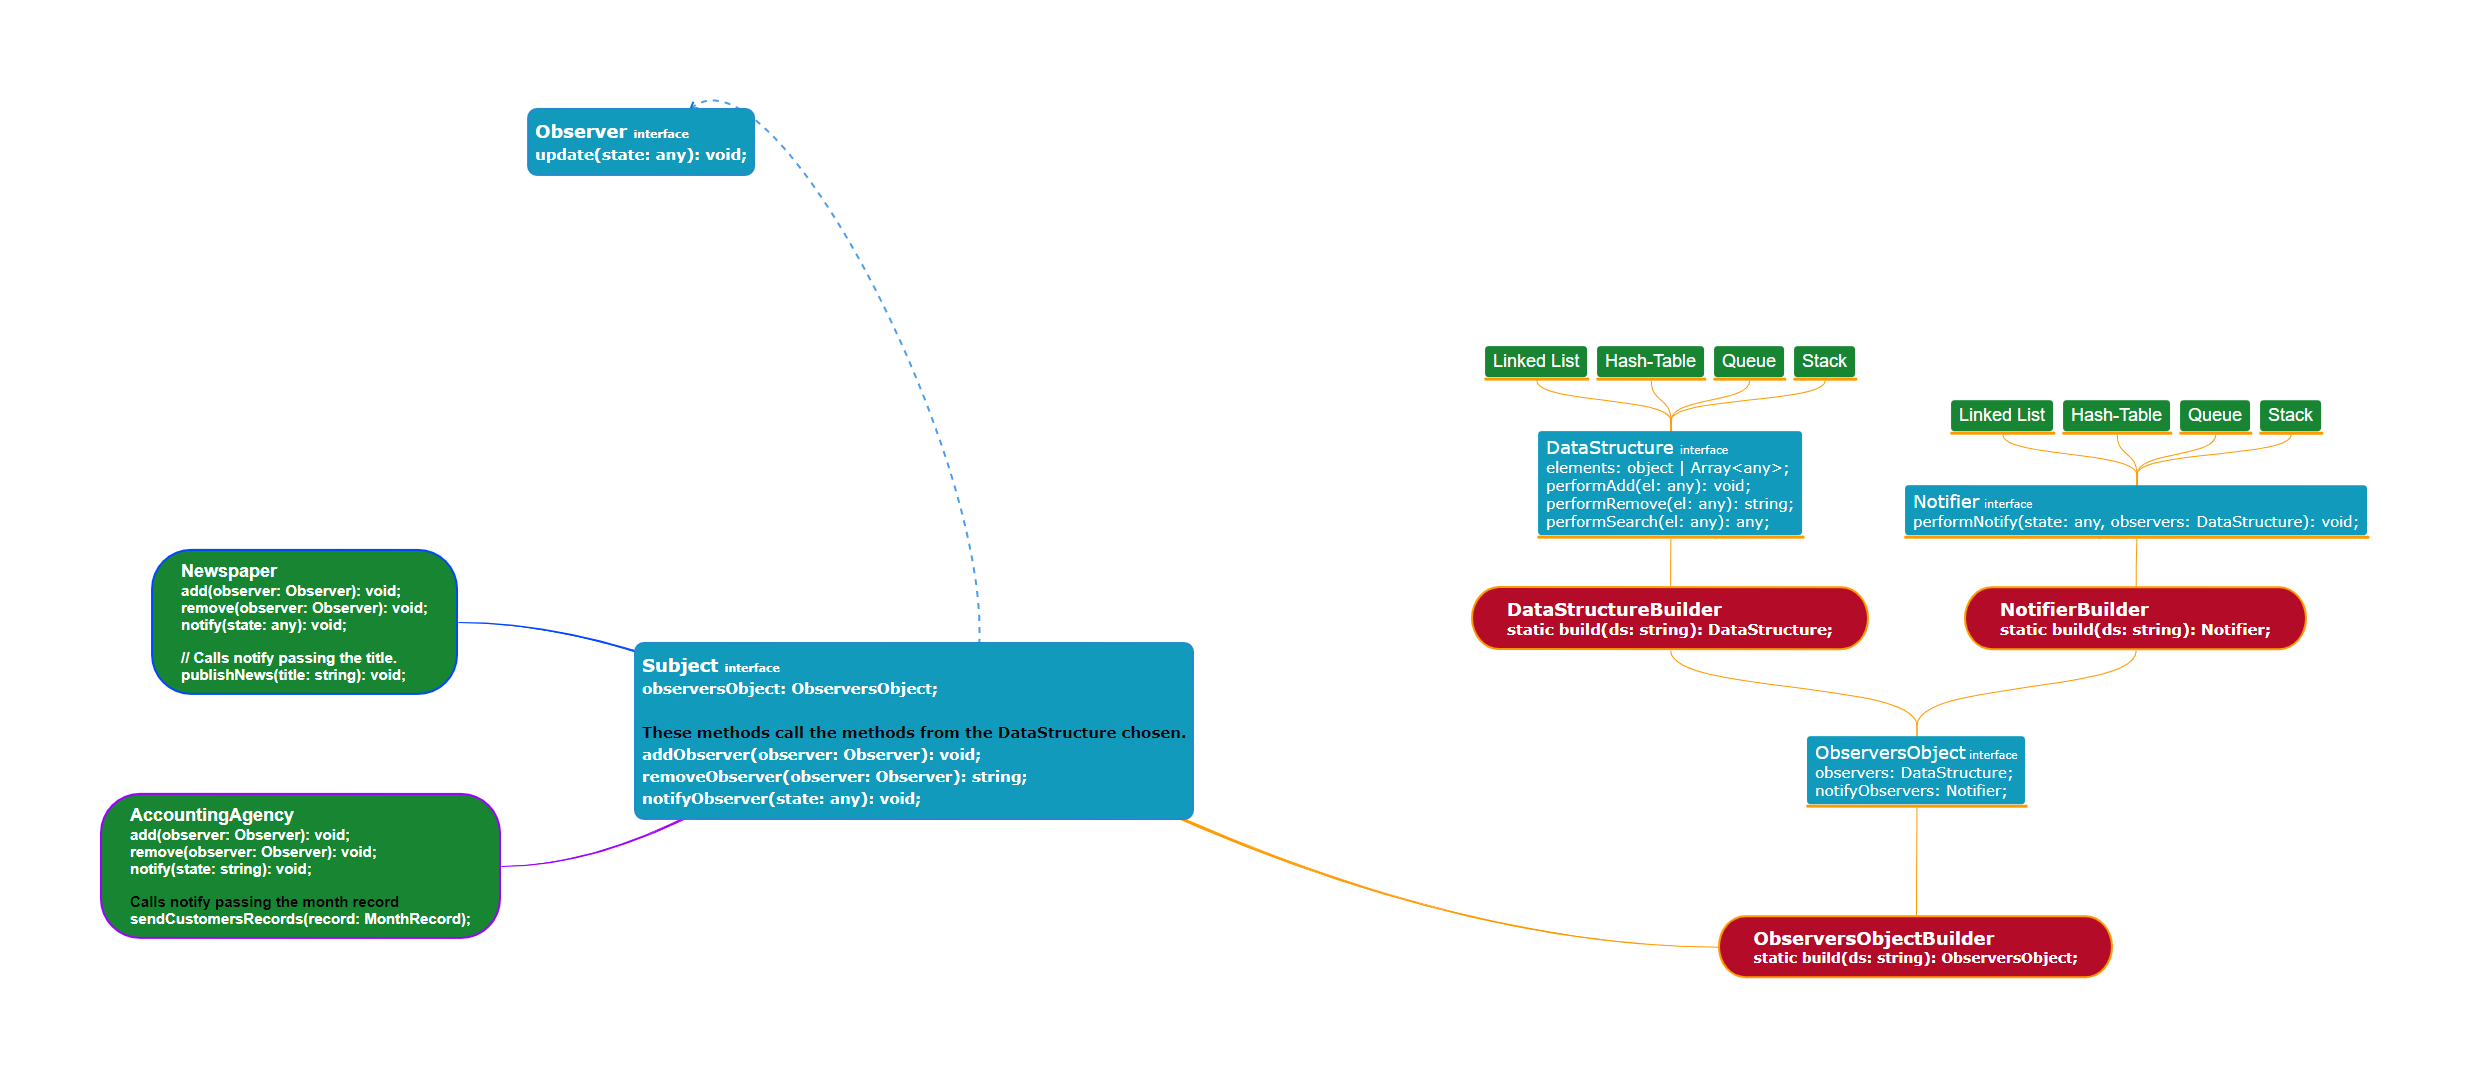 Observer interface
update(state: any): void;
Linked List
Hash-Table
Queue
Stack
DataStructure interface
elements: object | Array<any>;
performAdd(el: any): void;
performRemove(el: any): string;
performSearch(el: any): any;
Linked List
Hash-Table
Queue
Stack
Notifier interface
performNotify(state: any, observers: DataStructure): void;
Newspaper
add(observer: Observer): void;
remove(observer: Observer): void;
notify(state: any): void;
// Calls notify passing the title.
publishNews(title: string): void;
DataStructureBuilder
static build(ds: string): DataStructure;
NotifierBuilder
static build(ds: string): Notifier;
Subject interface
observersObject: ObserversObject;
These methods call the methods from the DataStructure chosen.
addObserver(observer: Observer): void;
removeObserver(observer: Observer): string;
notifyObserver(state: any): void;
ObserversObject interface
observers: DataStructure;
notifyObservers: Notifier;
AccountingAgency
add(observer: Observer): void;
remove(observer: Observer): void;
notify(state: string): void;
Calls notify passing the month record
sendCustomersRecords(record: MonthRecord);
ObserversObjectBuilder
static build(ds: string): ObserversObject;